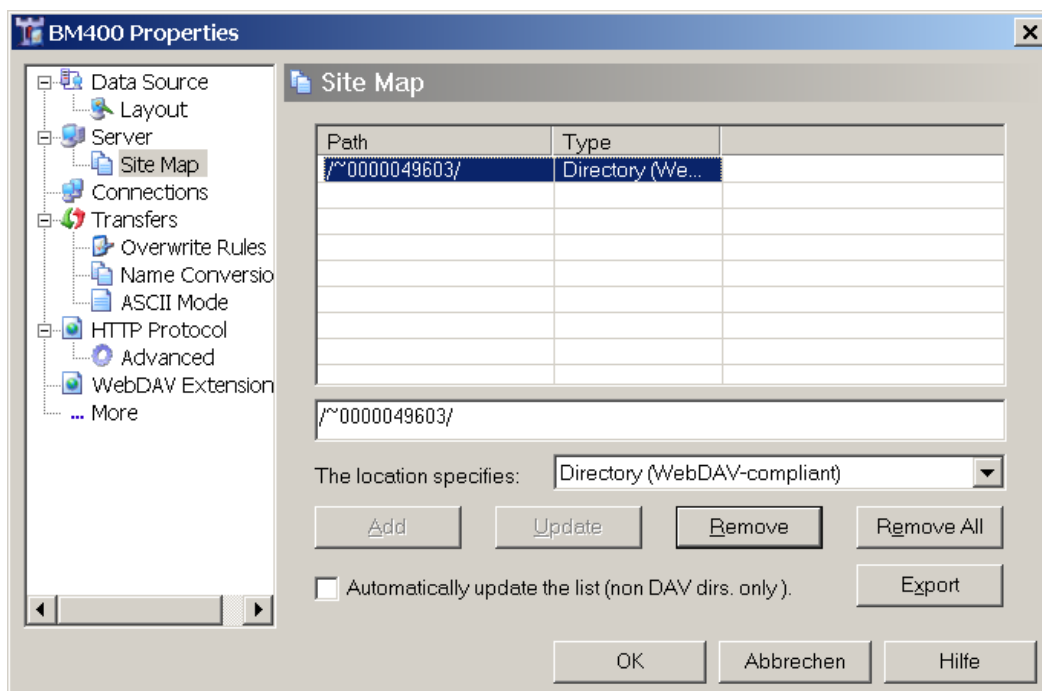 BM400 Properties
Data Source
Layout
Server
Site Map
Connections
Transfers
Overwrite Rules
Name Conversio
ASCII Mode
HTTP Protocol
Advanced
WebDAV Extension
... More
Site Map
Path Type
/~0000049603/ Directory (We...
/~0000049603/
The location specifies: Directory (WebDAV-compliant)
Add Update Remove Remove All
Automatically update the list (non DAV dirs. only ). Export
OK Abbrechen Hilfe